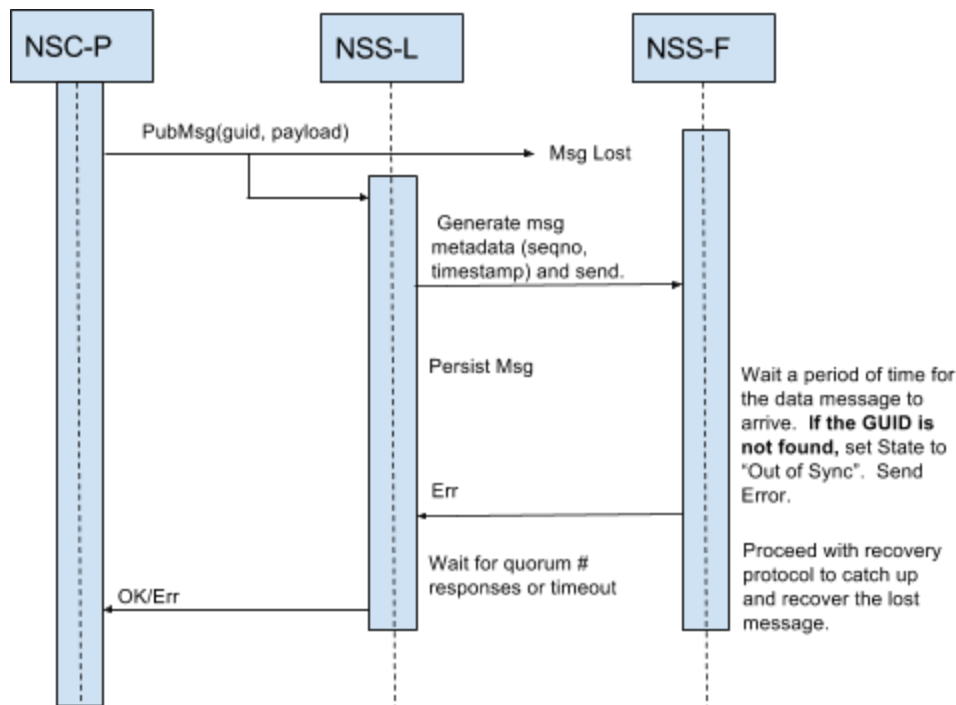 NSC-P
NSS-L
NSS-F
PubMsg(guid, payload)
Msg Lost
Generate msg
metadata (seqno,
timestamp) and send.
Persist Msg
Wait a period of time for
the data message to
arrive. If the GUID is
not found, set State to
“Out of Sync”. Send
Error.
Err
Wait for quorum #
responses or timeout
Proceed with recovery
protocol to catch up
and recover the lost
message.
OK/Err